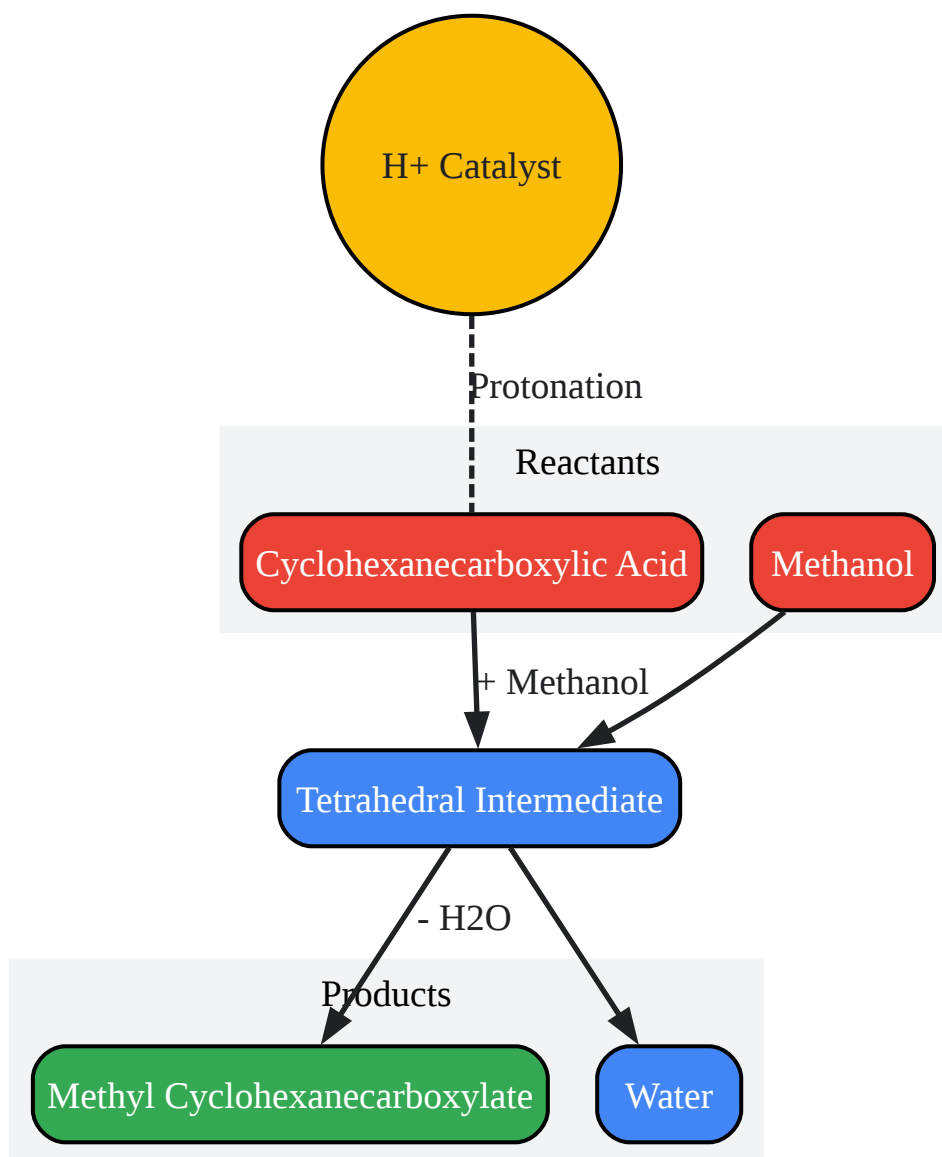 H+ Catalyst
Protonation
Reactants
Cyclohexanecarboxylic Acid
Methanol
+ Methanol
Tetrahedral Intermediate
- H2O
Products
Methyl Cyclohexanecarboxylate
Water